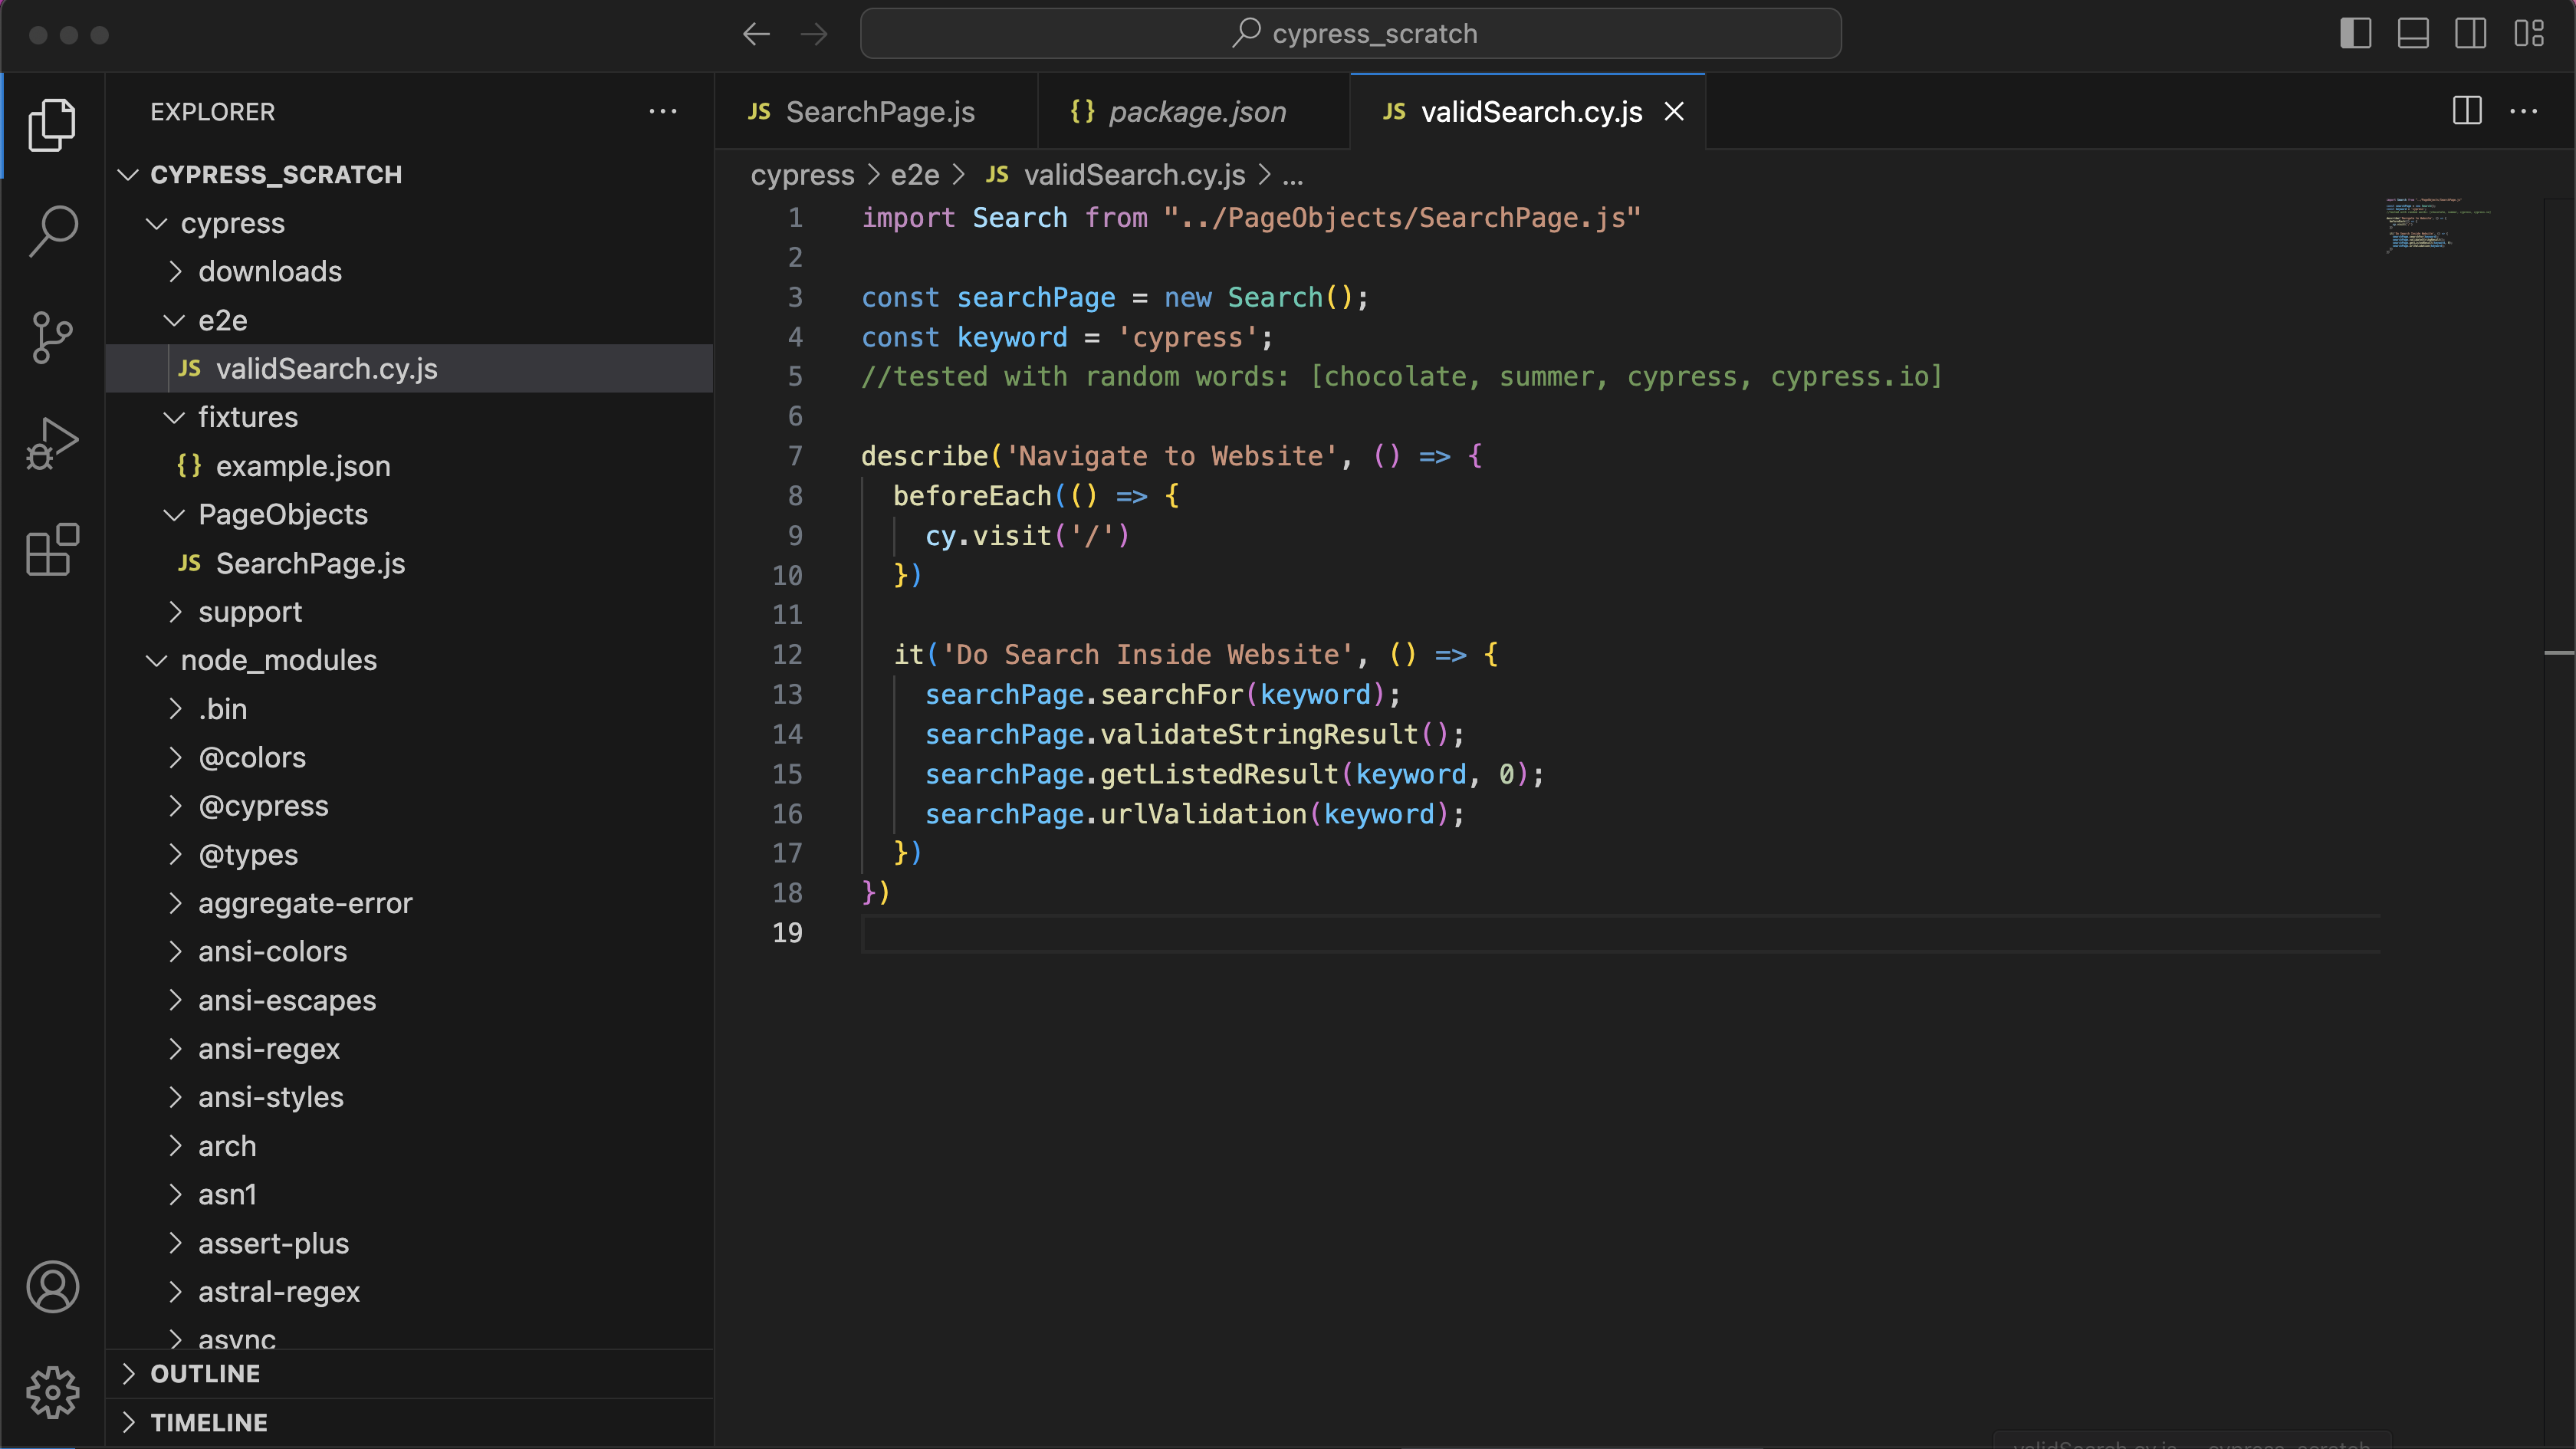 cypress_scratch
EXPLORER
CYPRESS_SCRATCH
cypress
downloads
e2e
JS validSearch.cy.js
fixtures
{} example.json
PageObjects
JS SearchPage.js
support
node_modules
.bin
@colors
@cypress
@types
aggregate-error
ansi-colors
ansi-escapes
ansi-regex
ansi-styles
arch
asn1
assert-plus
astral-regex
async
OUTLINE
TIMELINE
JS SearchPage.js
{} package.json
JS validSearch.cy.js
cypress > e2e > JS validSearch.cy.js > ...
1 import Search from "../PageObjects/SearchPage.js"
2
3 const searchPage = new Search();
4 const keyword = 'cypress';
5 //tested with random words: [chocolate, summer, cypress, cypress.io]
6
7 describe('Navigate to Website', () => {
8 beforeEach(() => {
9 cy.visit('/')
10 })
11
12 it('Do Search Inside Website', () => {
13 searchPage.searchFor(keyword);
14 searchPage.validateStringResult();
15 searchPage.getListedResult(keyword, 0);
16 searchPage.urlValidation(keyword);
17 })
18 })
19